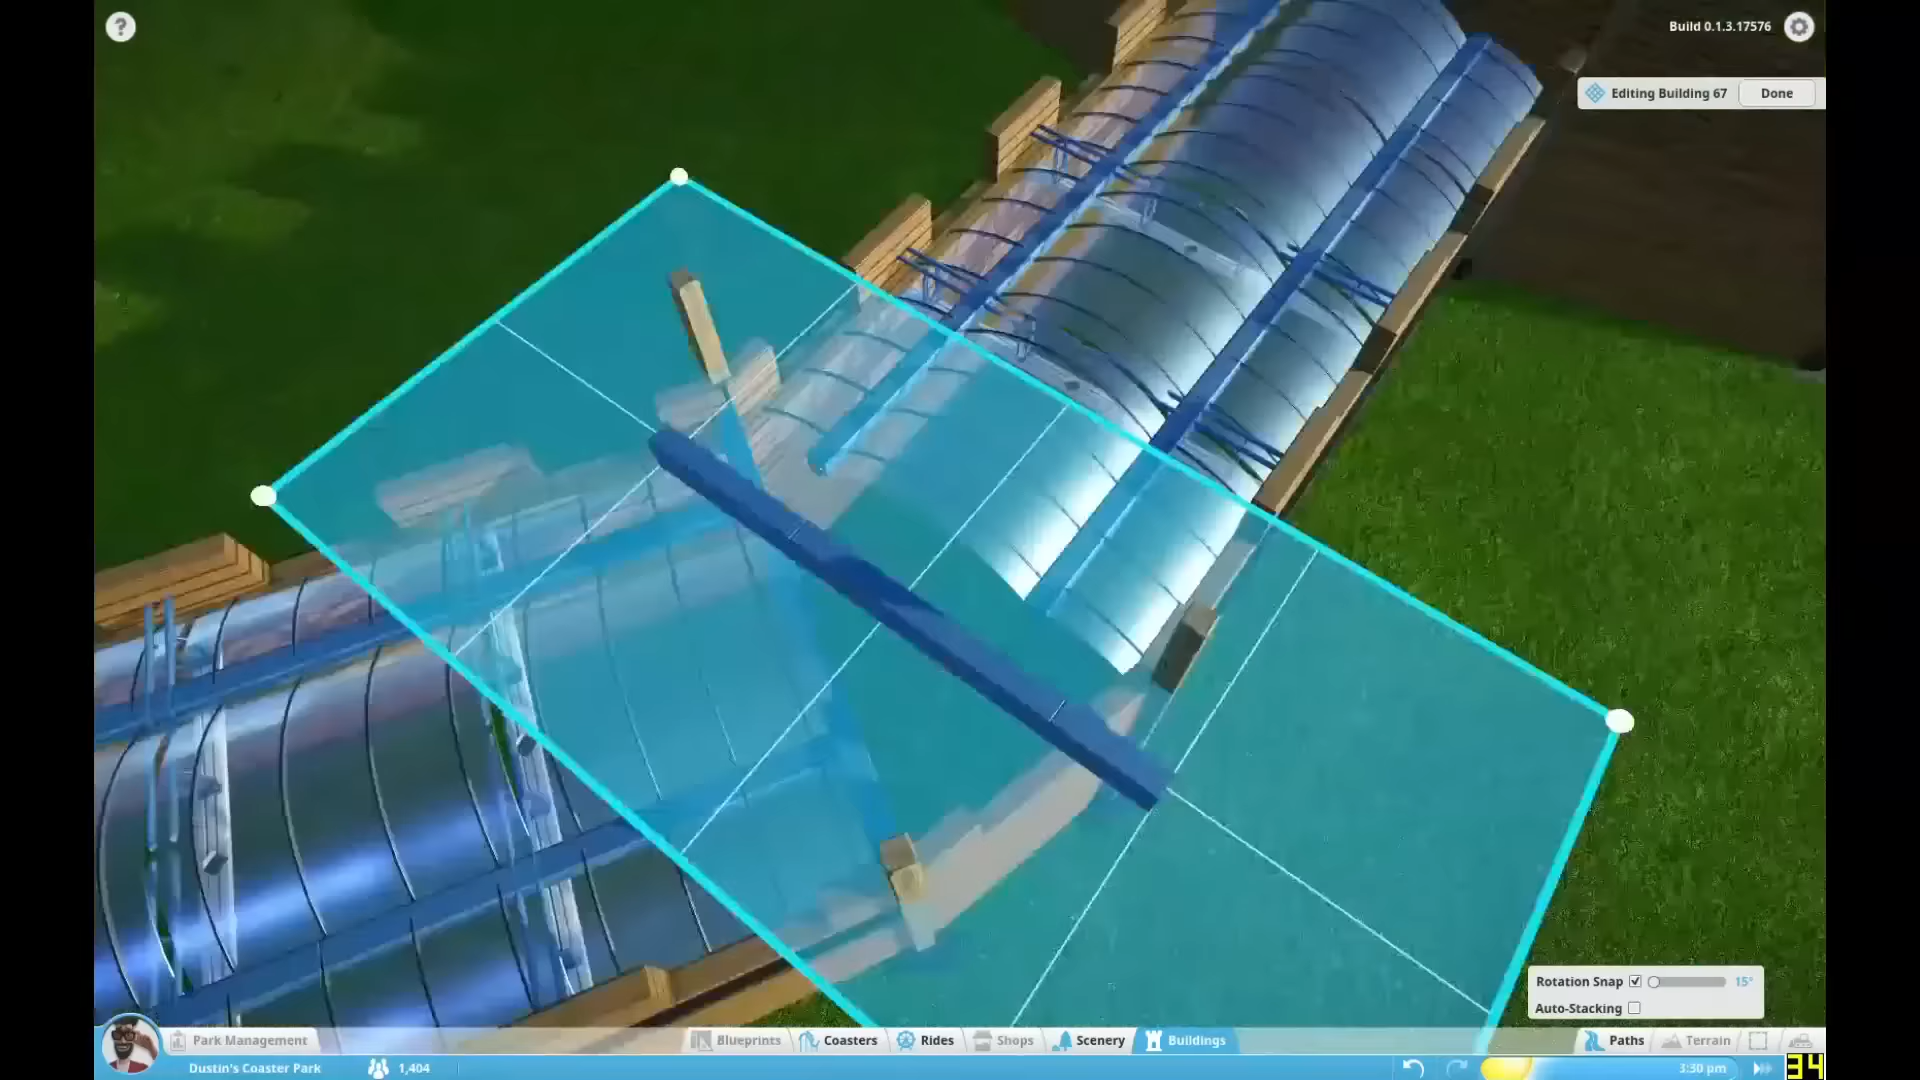 ?
Build 0.1.3.17576
Editing Building 67 Done
Rotation Snap 15°
Auto-Stacking
Park Management Blueprints Coasters Rides Shops Scenery Buildings Paths Terrain
Dustin's Coaster Park 1,404 3:30 pm 34